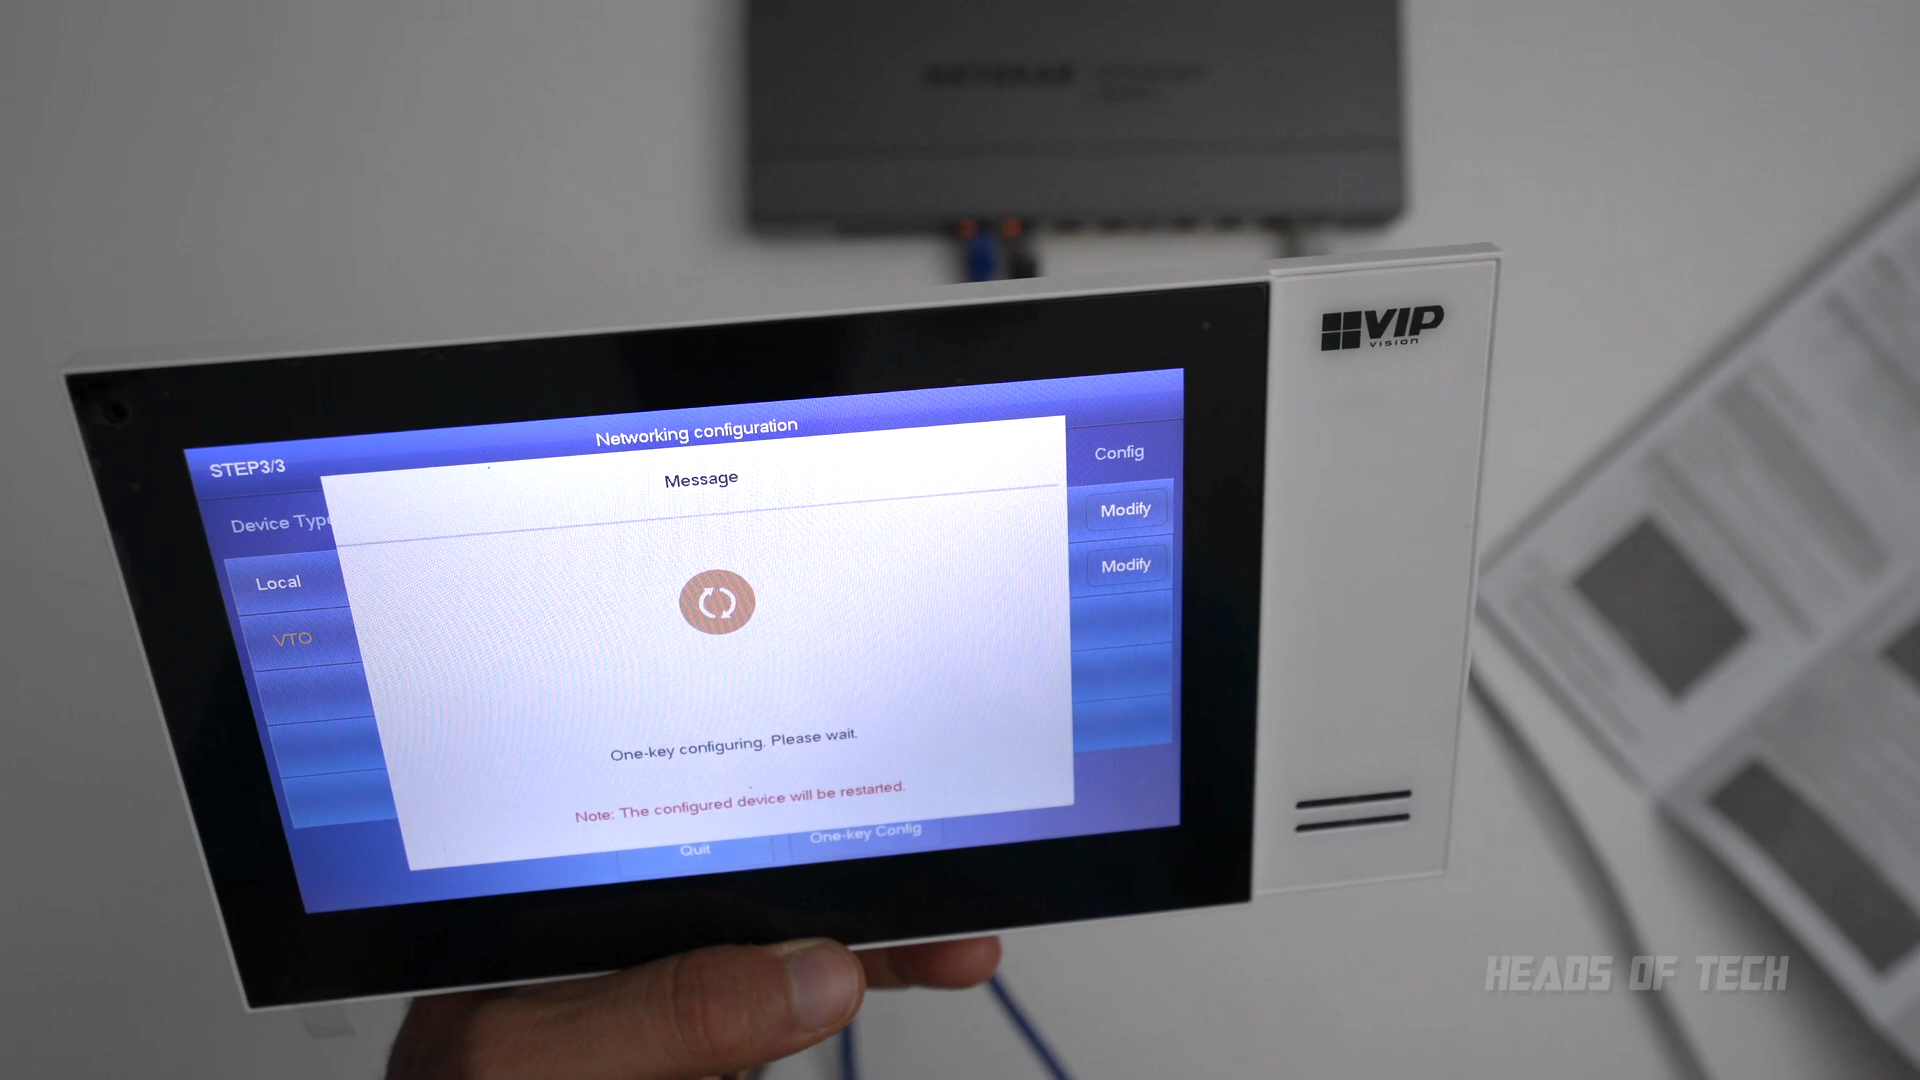 NETGEAR
VIP
VISION
Networking configuration
STEP3/3
Config
Message
Device Type
Modify
Local
Modify
VTO
One-key configuring. Please wait.
Note: The configured device will be restarted.
Quit
One-key Config
HEADS OF TECH